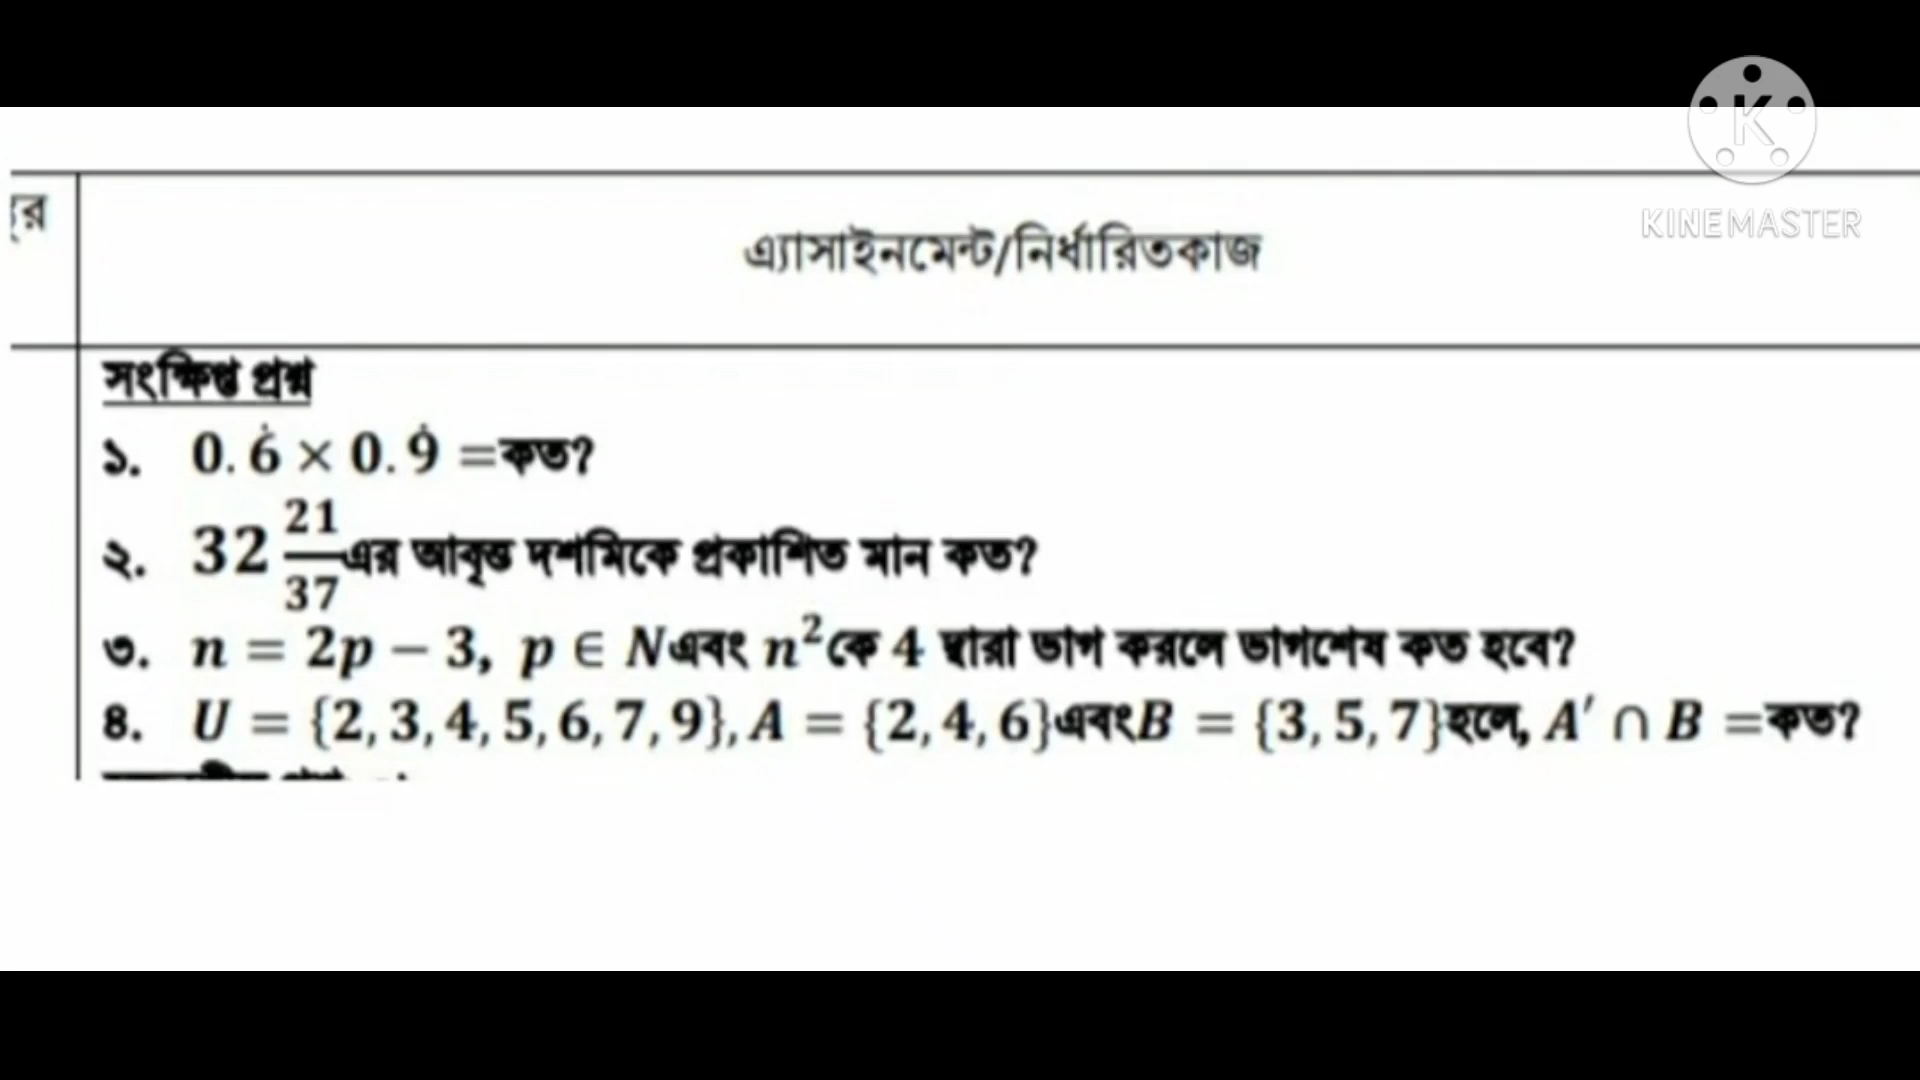 KINEMASTER
এ্যাসাইনমেন্ট/নির্ধারিতকাজ
সংক্ষিপ্ত প্রশ্ন
১. 0.6̇ × 0.9̇ =কত?
২. 32 21/37 এর আবৃত্ত দশমিকে প্রকাশিত মান কত?
৩. n = 2p − 3, p ∈ Nএবং n²কে 4 দ্বারা ভাগ করলে ভাগশেষ কত হবে?
৪. U = {2, 3, 4, 5, 6, 7, 9}, A = {2, 4, 6}এবংB = {3, 5, 7}হলে, A′ ∩ B =কত?